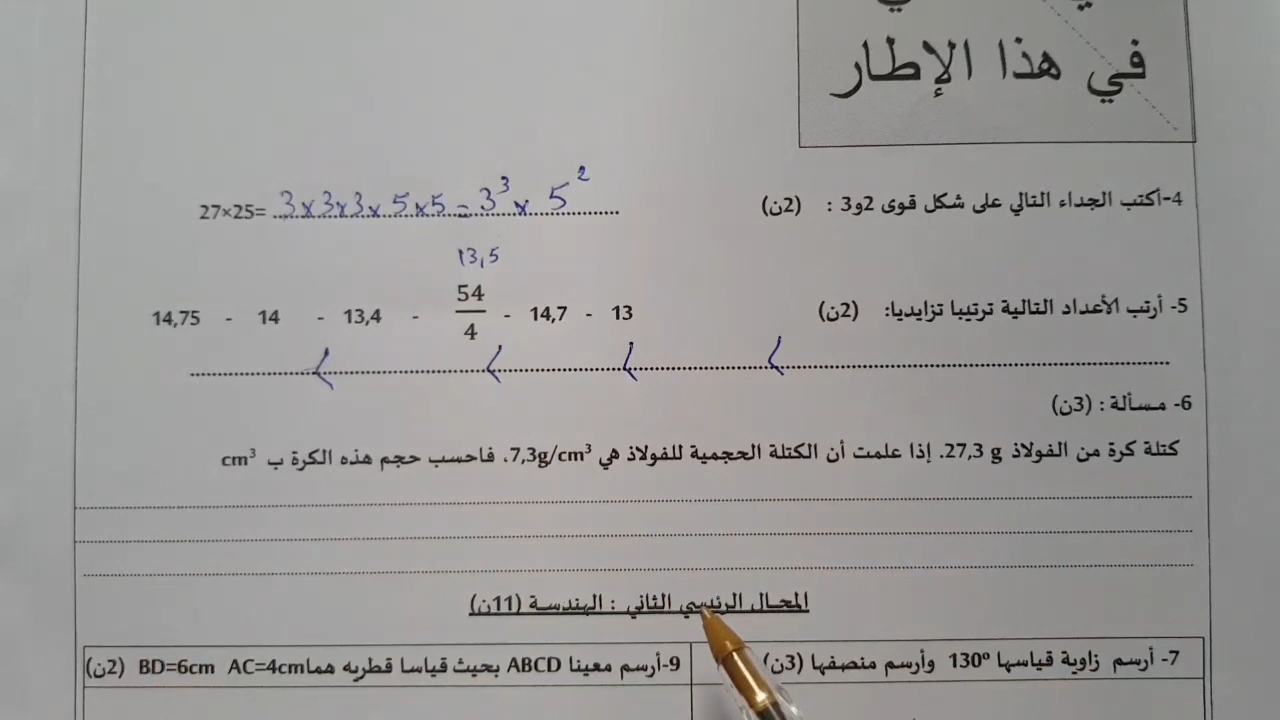 في هذا الإطار
4-أكتب الجداء التالي على شكل قوى 2و3 : (2ن) 27×25= 3×3×3×5×5=3³×5²
13,5
5- أرتب الأعداد التالية ترتيبا تزايديا: (2ن) 14,75 - 14 - 13,4 - 54/4 - 14,7 - 13
< < < <
6- مسألة : (3ن)
كتلة كرة من الفولاذ 27,3 g. إذا علمت أن الكتلة الحجمية للفولاذ هي 7,3g/cm³. فاحسب حجم هذه الكرة ب cm³
المجال الرئيسي الثاني : الهندسة (11ن)
7- أرسم زاوية قياسها 130° وأرسم منصفها (3ن)
9-أرسم معينا ABCD بحيث قياسا قطريه هما AC=4cm BD=6cm (2ن)